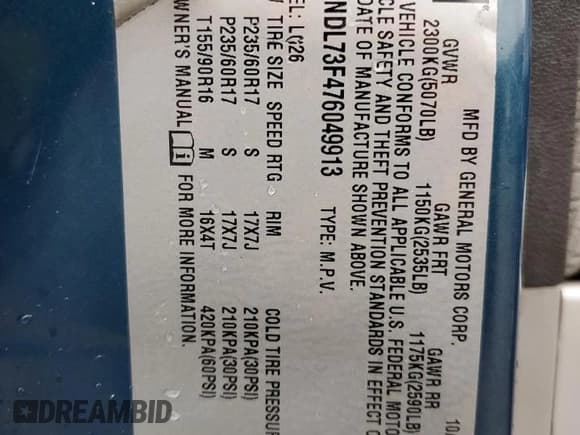 MFD BY GENERAL MOTORS CORP. 10
GVWR GAWR FRT GAWR RR
2300KG(5070LB) 1150KG(2535LB) 1175KG(2590LB)
VEHICLE CONFORMS TO ALL APPLICABLE U.S. FEDERAL MOTO
CLE SAFETY AND THEFT PREVENTION STANDARDS IN EFFECT O
DATE OF MANUFACTURE SHOWN ABOVE.
NDL73F476049913 TYPE: M.P.V.
EL: LQ26
TIRE SIZE SPEED RTG RIM COLD TIRE PRESSUR
P235/60R17 S 17X7J 210KPA(30PSI)
P235/60R17 S 17X7J 210KPA(30PSI)
T155/90R16 M 16X4T 420KPA(60PSI)
OWNER'S MANUAL FOR MORE INFORMATION.
DREAMBID